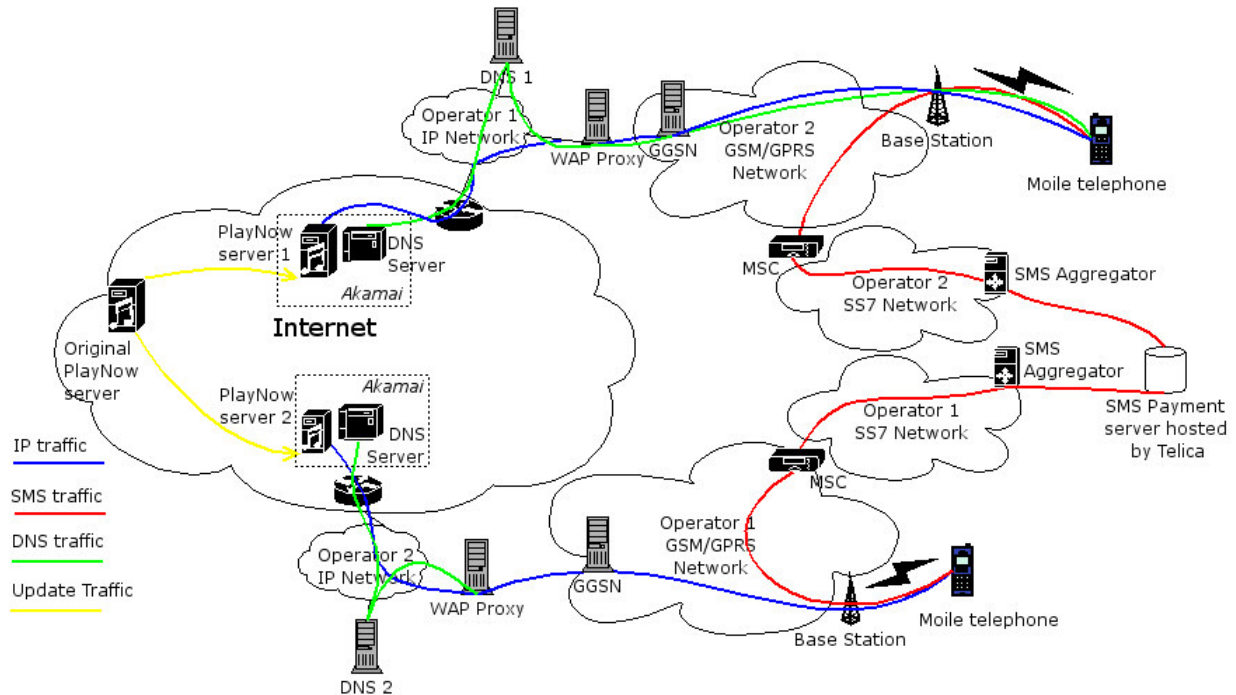 DNS 1
Operator 1
IP Network
WAP Proxy
GGSN
Operator 2
GSM/GPRS
Network
Base Station
Moile telephone
PlayNow
server 1
DNS
Server
Akamai
MSC
Operator 2
SS7 Network
SMS Aggregator
Internet
Original
PlayNow
server
PlayNow
server 2
Akamai
DNS
Server
SMS
Aggregator
Operator 1
SS7 Network
SMS Payment
server hosted
by Telica
MSC
IP traffic
SMS traffic
DNS traffic
Update Traffic
Operator 2
IP Network
WAP Proxy
GGSN
Operator 1
GSM/GPRS
Network
Base Station
Moile telephone
DNS 2